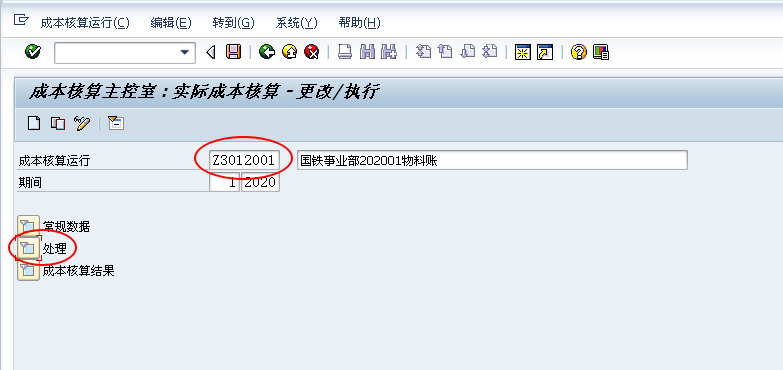 成本核算运行(C) 编辑(E) 转到(G) 系统(Y) 帮助(H)
成本核算主控室：实际成本核算 - 更改/执行
成本核算运行 Z3012001 国铁事业部202001物料账
期间 1 2020
常规数据
处理
成本核算结果